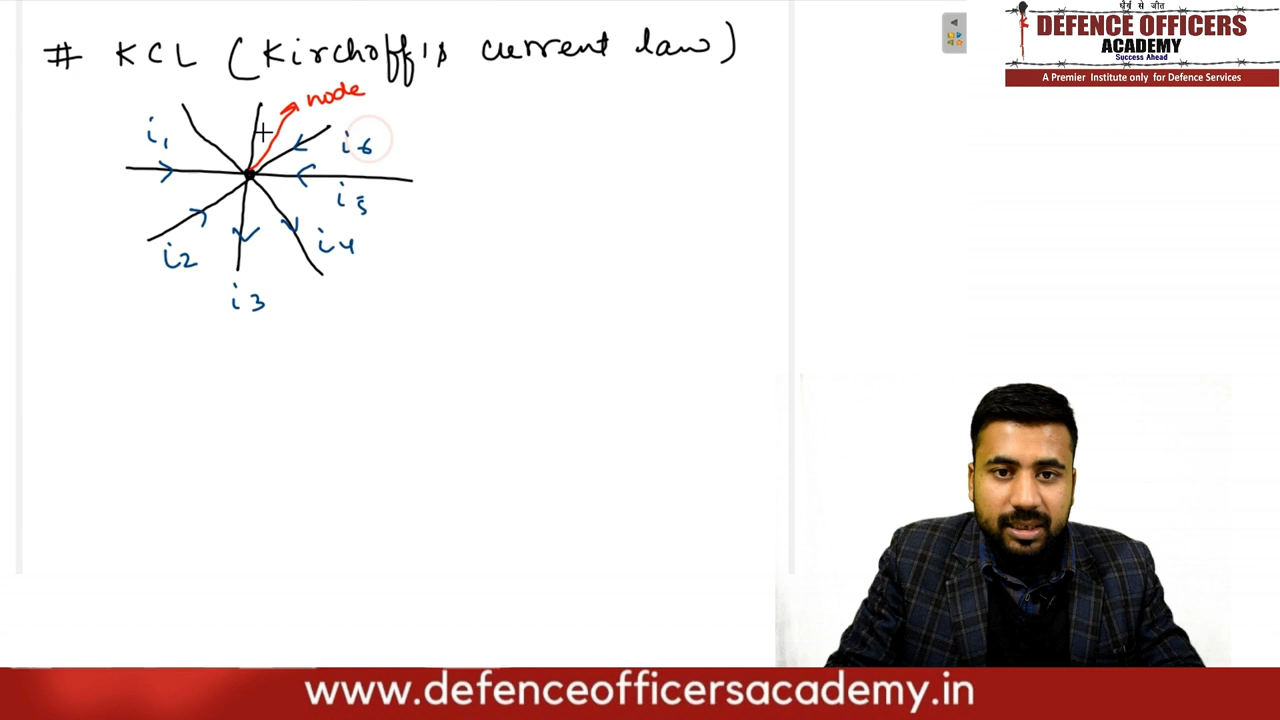 # KCL (Kirchoff's current law)
node
i1
i6
i5
i2
i4
i3
धैर्य से जीत
DEFENCE OFFICERS
ACADEMY
Success Ahead
A Premier Institute only for Defence Services
www.defenceofficersacademy.in